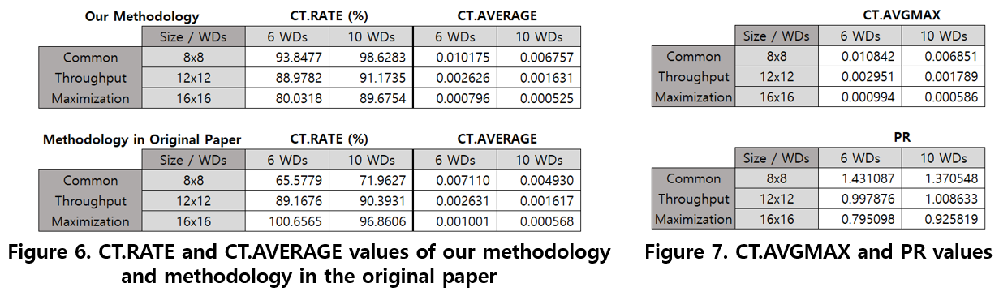 Our Methodology CT.RATE (%) CT.AVERAGE
Size / WDs 6 WDs 10 WDs 6 WDs 10 WDs
Common 8x8 93.8477 98.6283 0.010175 0.006757
Throughput 12x12 88.9782 91.1735 0.002626 0.001631
Maximization 16x16 80.0318 89.6754 0.000796 0.000525
Methodology in Original Paper CT.RATE (%) CT.AVERAGE
Size / WDs 6 WDs 10 WDs 6 WDs 10 WDs
Common 8x8 65.5779 71.9627 0.007110 0.004930
Throughput 12x12 89.1676 90.3931 0.002631 0.001617
Maximization 16x16 100.6565 96.8606 0.001001 0.000568
Figure 6. CT.RATE and CT.AVERAGE values of our methodology
and methodology in the original paper
CT.AVGMAX
Size / WDs 6 WDs 10 WDs
Common 8x8 0.010842 0.006851
Throughput 12x12 0.002951 0.001789
Maximization 16x16 0.000994 0.000586
PR
Size / WDs 6 WDs 10 WDs
Common 8x8 1.431087 1.370548
Throughput 12x12 0.997876 1.008633
Maximization 16x16 0.795098 0.925819
Figure 7. CT.AVGMAX and PR values